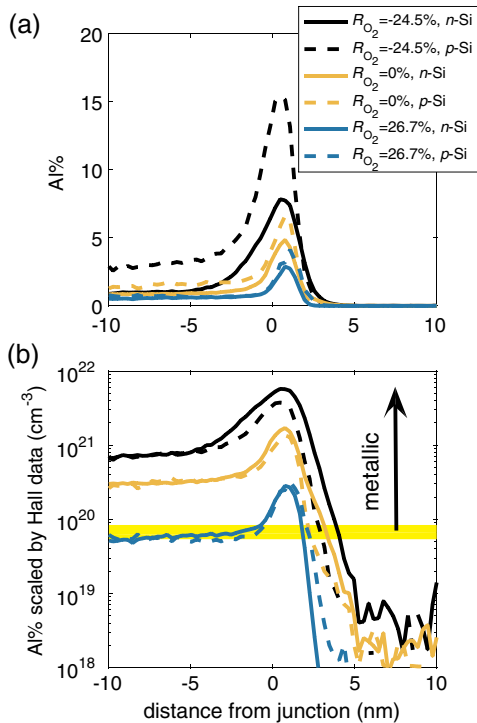 (a)
R_O2=-24.5%, n-Si
R_O2=-24.5%, p-Si
R_O2=0%, n-Si
R_O2=0%, p-Si
R_O2=26.7%, n-Si
R_O2=26.7%, p-Si
20
15
10
5
0
Al%
-10 -5 0 5 10
(b)
10^22
10^21
10^20
10^19
10^18
Al% scaled by Hall data (cm^-3)
metallic
-10 -5 0 5 10
distance from junction (nm)